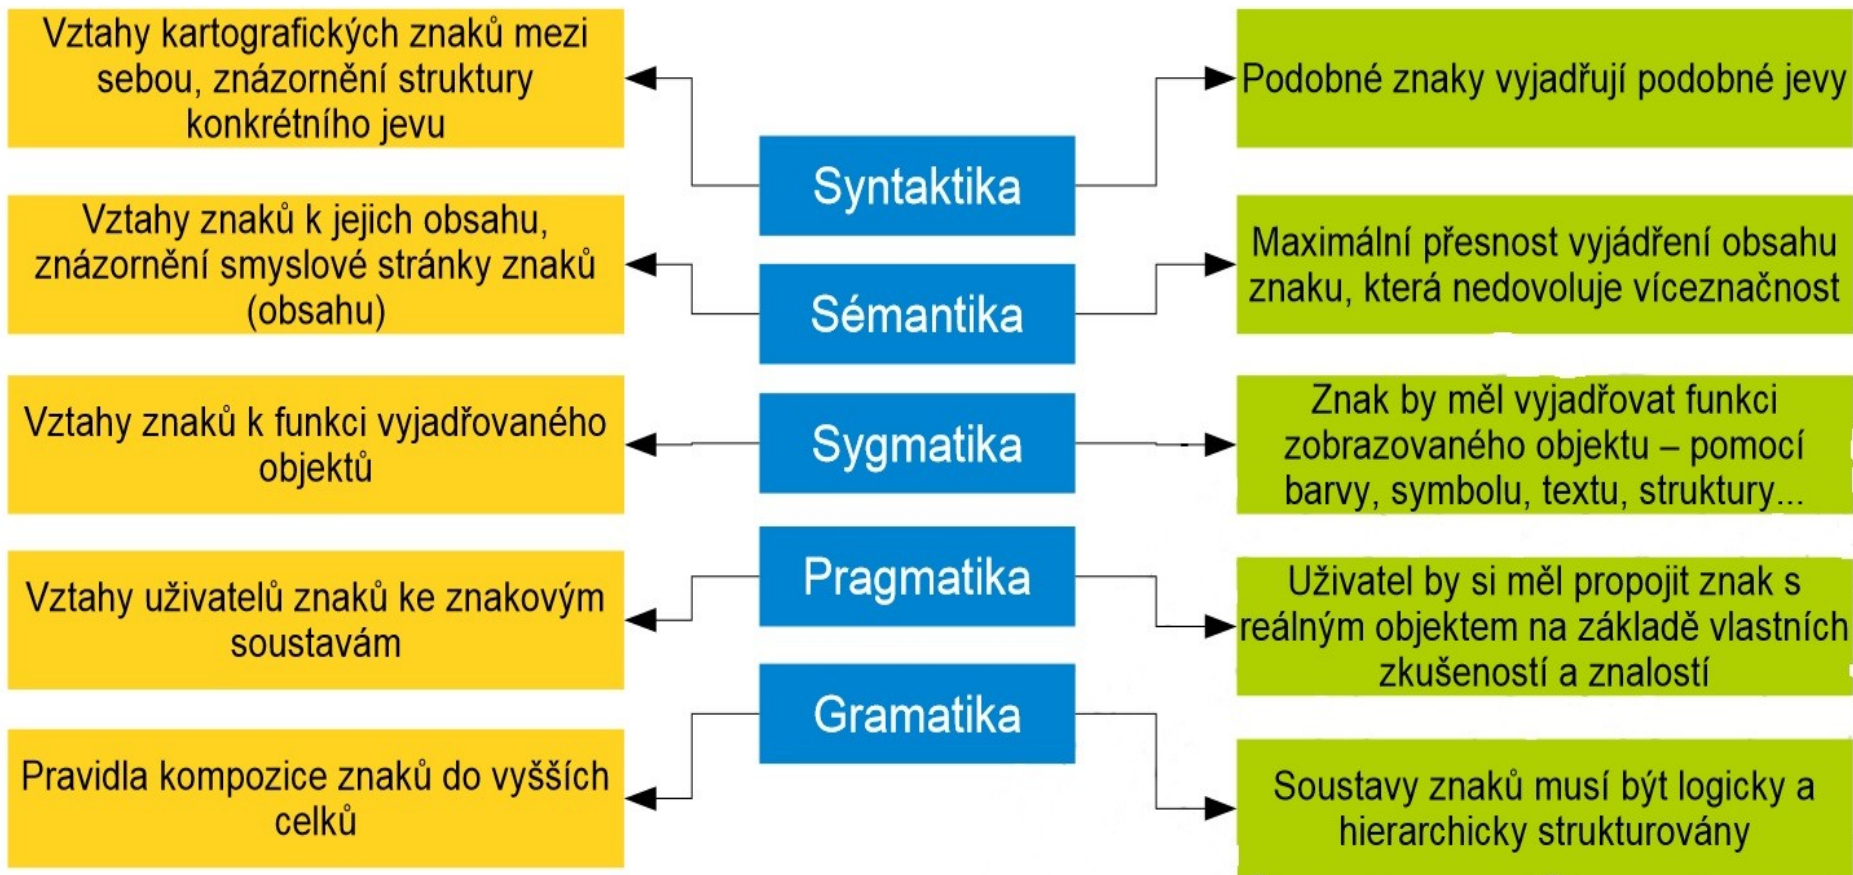 Vztahy kartografických znaků mezi
sebou, znázornění struktury
konkrétního jevu
Syntaktika
Podobné znaky vyjadřují podobné jevy
Vztahy znaků k jejich obsahu,
znázornění smyslové stránky znaků
(obsahu)
Sémantika
Maximální přesnost vyjádření obsahu
znaku, která nedovoluje víceznačnost
Vztahy znaků k funkci vyjadřovaného
objektů
Sygmatika
Znak by měl vyjadřovat funkci
zobrazovaného objektu – pomocí
barvy, symbolu, textu, struktury...
Vztahy uživatelů znaků ke znakovým
soustavám
Pragmatika
Uživatel by si měl propojit znak s
reálným objektem na základě vlastních
zkušeností a znalostí
Pravidla kompozice znaků do vyšších
celků
Gramatika
Soustavy znaků musí být logicky a
hierarchicky strukturovány